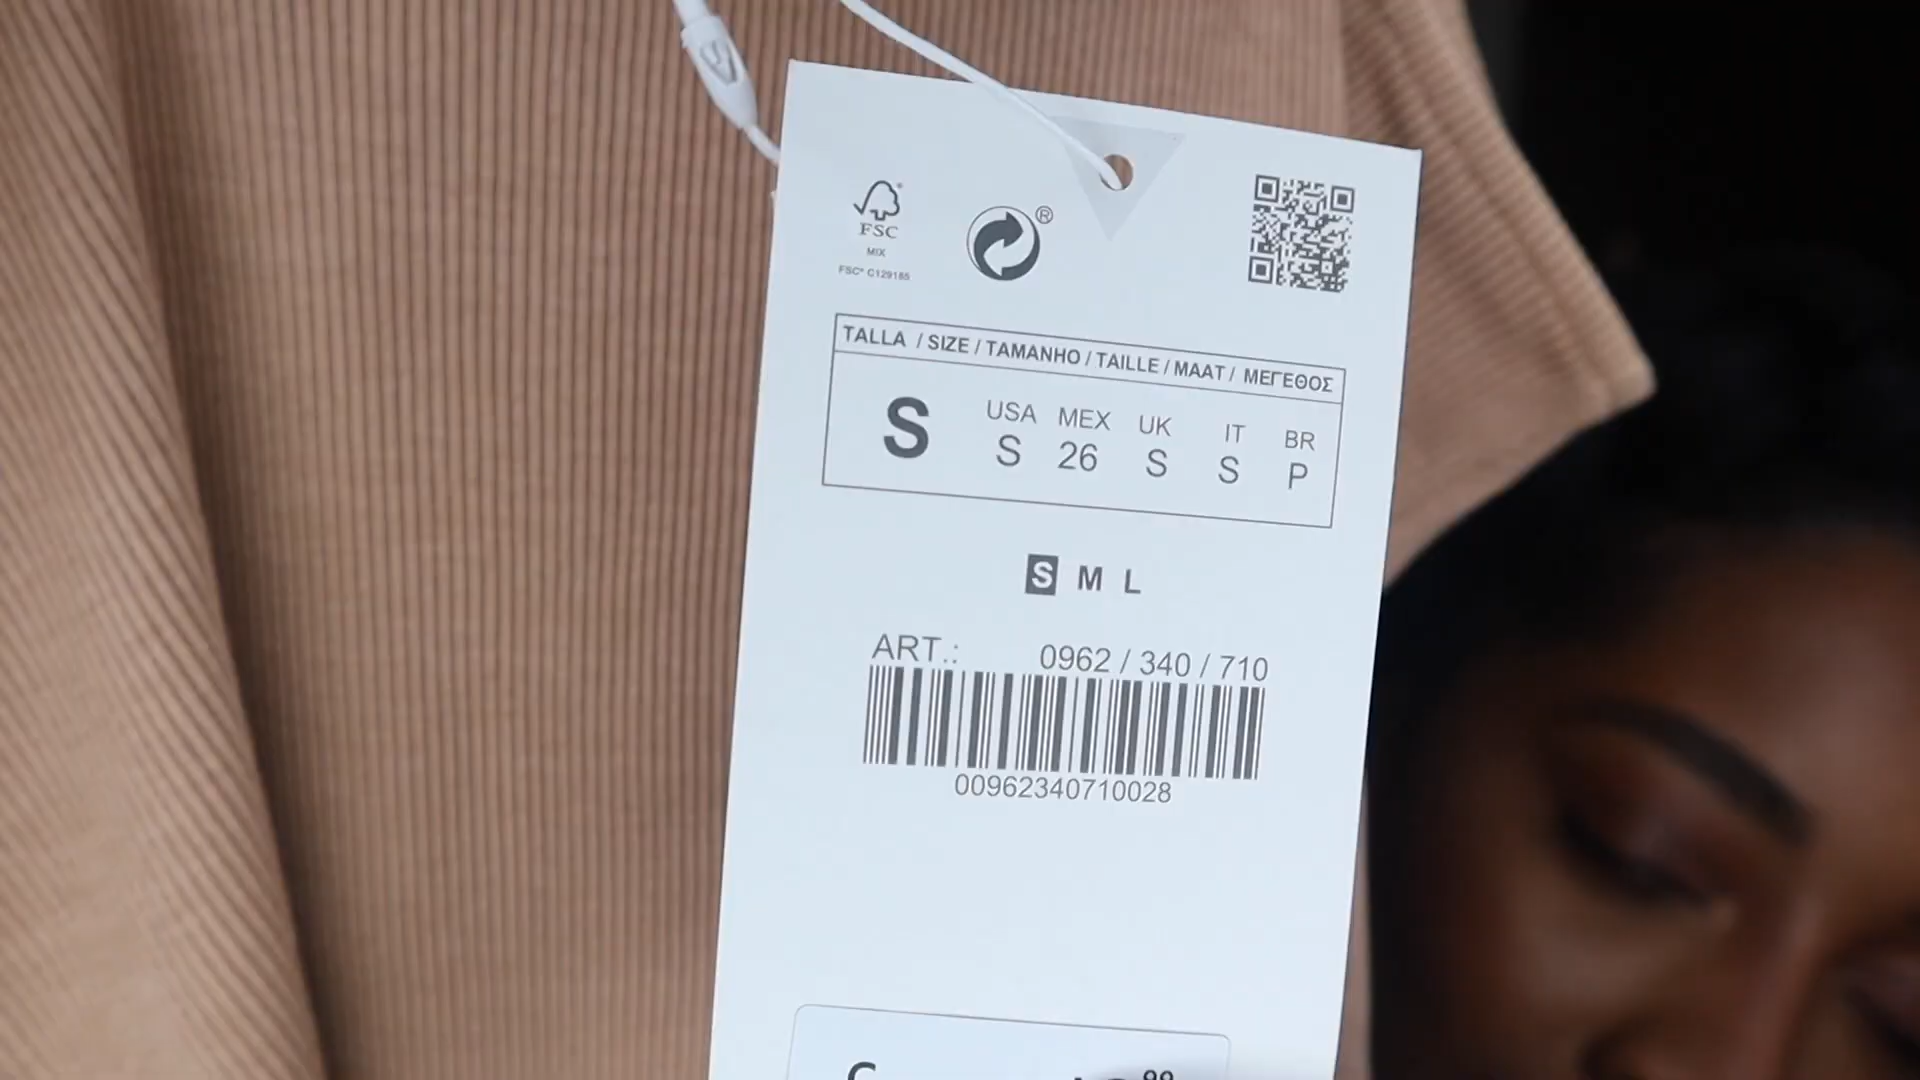 FSC
MIX
FSC® C129185
®
TALLA / SIZE / TAMANHO / TAILLE / MAAT / ΜΕΓΕΘΟΣ
S
USA MEX UK IT BR
S 26 S S P
S M L
ART.: 0962 / 340 / 710
00962340710028